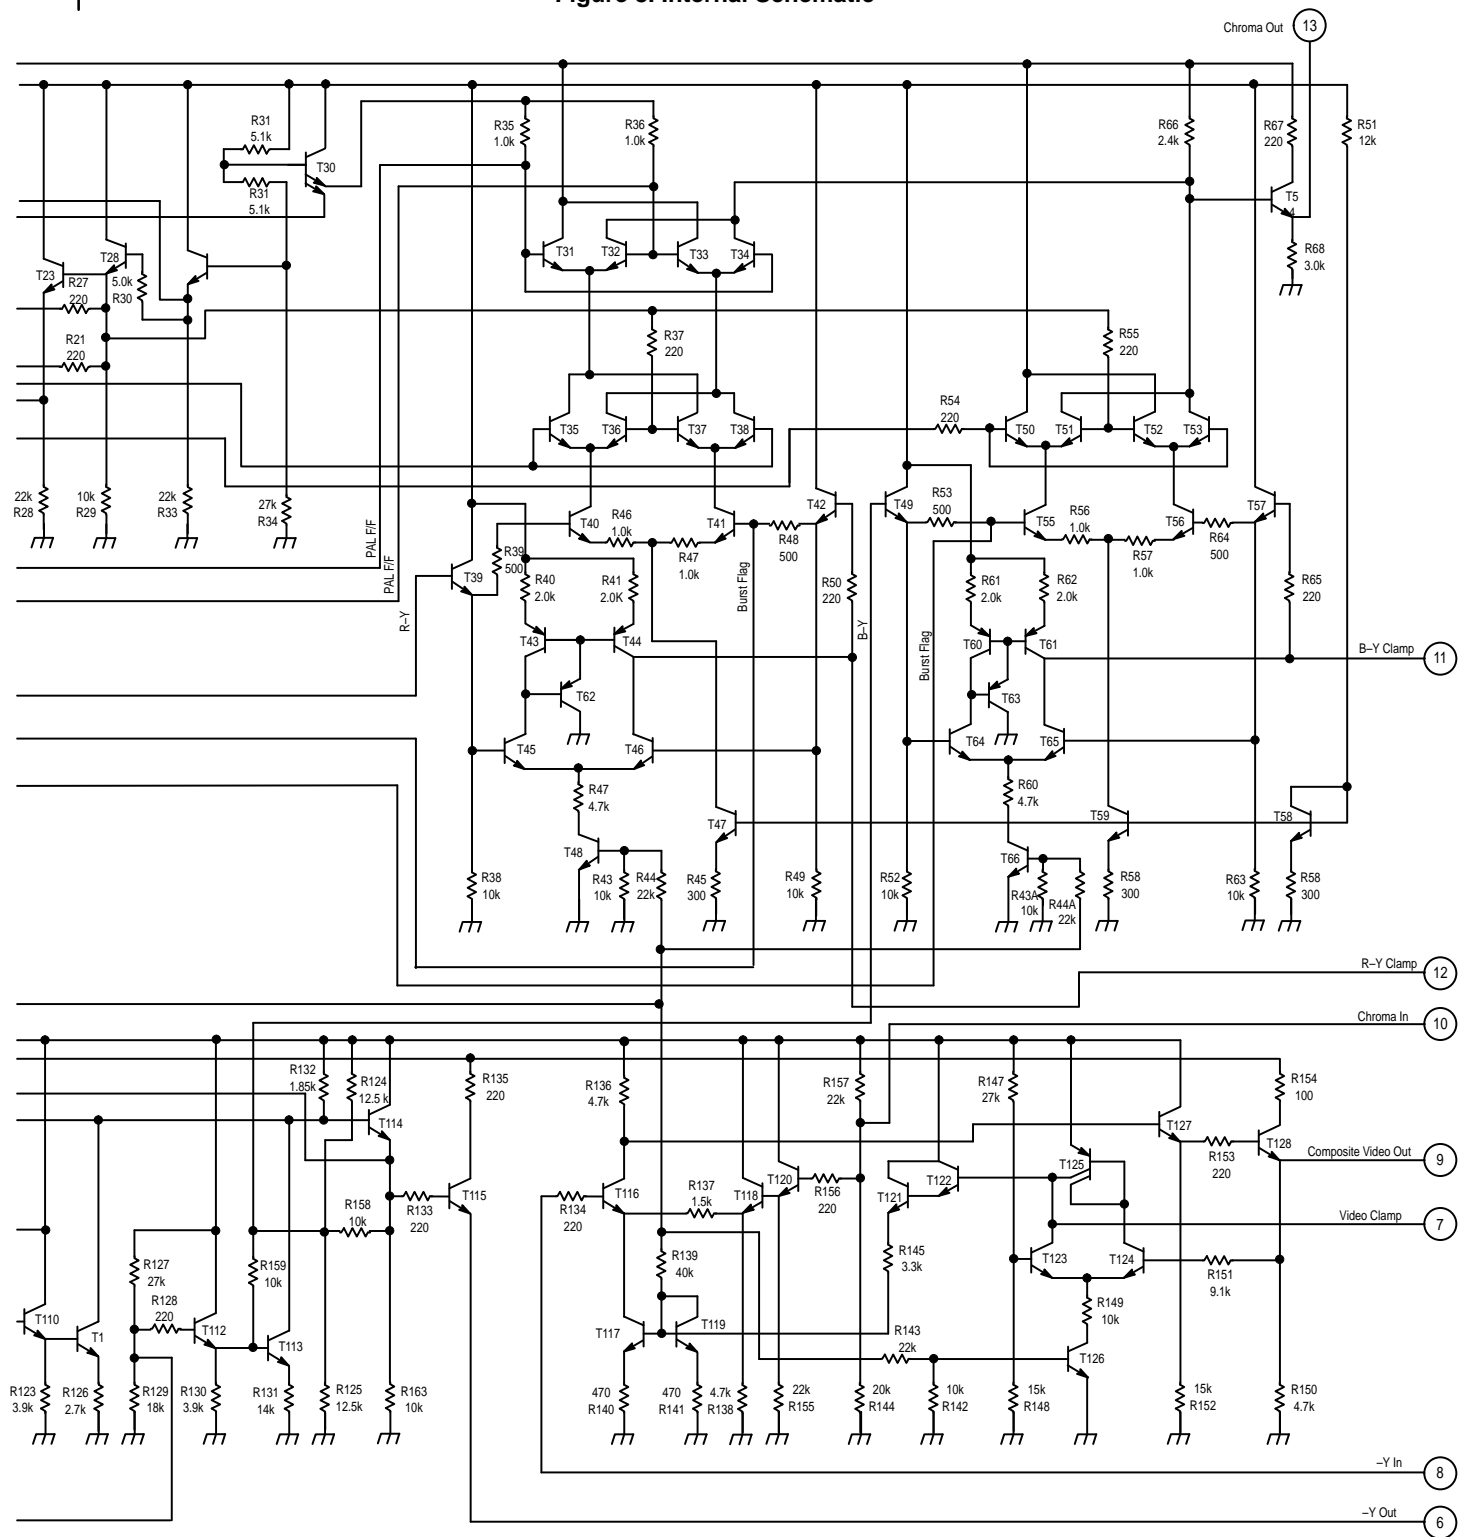 Figure 3. Internal Schematic
Chroma Out
13
R31
5.1k
T30
R31
5.1k
R35
1.0k
R36
1.0k
R66
2.4k
R67
220
R51
12k
T5
4
R68
3.0k
T23
T28
R27
220
5.0k
R30
R21
220
T31
T32
T33
T34
R37
220
R55
220
R54
220
T35
T36
T37
T38
T50
T51
T52
T53
22k
R28
10k
R29
22k
R33
27k
R34
PAL F/F
PAL F/F
R–Y
T39
R39
500
T40
R46
1.0k
R47
1.0k
T41
R48
500
T42
T49
R53
500
T55
R56
1.0k
R57
1.0k
T56
R64
500
T57
R40
2.0k
R41
2.0K
Burst Flag
R50
220
B–Y
Burst Flag
R61
2.0k
R62
2.0k
R65
220
T43
T44
T62
T60
T61
T63
B–Y Clamp
11
T45
T46
T64
T65
R47
4.7k
R60
4.7k
T48
T47
T66
T59
T58
R38
10k
R43
10k
R44
22k
R45
300
R49
10k
R52
10k
R43A
10k
R44A
22k
R58
300
R63
10k
R58
300
R–Y Clamp
12
Chroma In
10
R132
1.85k
R124
12.5 k
T114
R135
220
R136
4.7k
R157
22k
R147
27k
R154
100
T127
R153
220
T128
Composite Video Out
9
T125
T115
R133
220
R158
10k
R134
220
T116
R137
1.5k
T118
T120
R156
220
T121
T122
Video Clamp
7
R127
27k
R128
220
R159
10k
R139
40k
R145
3.3k
T123
T124
R151
9.1k
R149
10k
T110
T1
T112
T113
T117
T119
R143
22k
T126
R123
3.9k
R126
2.7k
R129
18k
R130
3.9k
R131
14k
R125
12.5k
R163
10k
470
R140
470
R141
4.7k
R138
22k
R155
20k
R144
10k
R142
15k
R148
15k
R152
R150
4.7k
–Y In
8
–Y Out
6